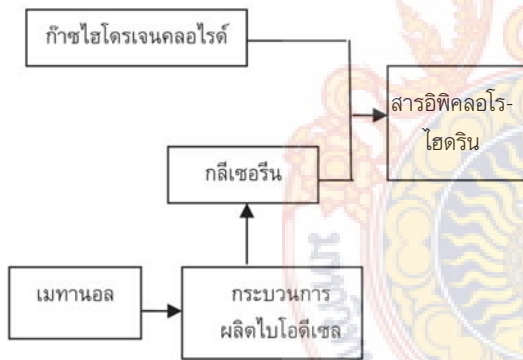 ก๊าซไฮโดรเจนคลอไรด์
สารอิพิคลอโร-
ไฮดริน
กลีเซอรีน
เมทานอล
กระบวนการ
ผลิตไบโอดีเซล